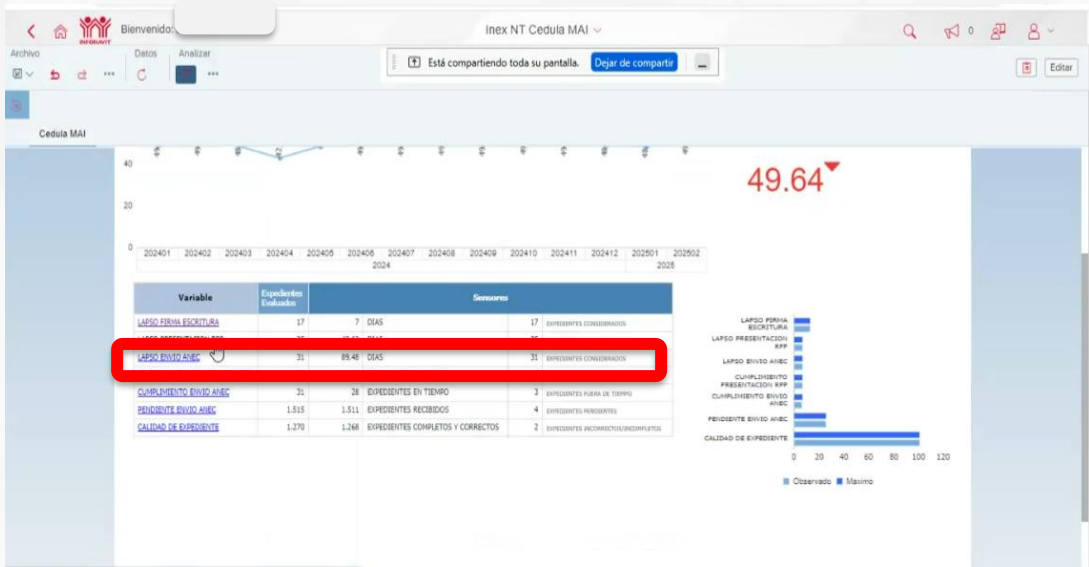 INFONAVIT Bienvenido: Inex NT Cedula MAI 0
Archivo Datos Analizar
Está compartiendo toda su pantalla. Dejar de compartir
Editar
Cedula MAI
40
20
0
49.64
202401 202402 202403 202404 202405 202406 202407 202408 202409 202410 202411 202412 202501 202502
2024 2025
Variable Expedientes Evaluados Sensores
LAPSO FIRMA ESCRITURA 17 7 DIAS 17 EXPEDIENTES CONSIDERADOS
LAPSO ENVIO ANEC 31 89,48 DIAS 31 EXPEDIENTES CONSIDERADOS
CUMPLIMIENTO ENVIO ANEC 31 28 EXPEDIENTES EN TIEMPO 3 EXPEDIENTES FUERA DE TIEMPO
PENDIENTE ENVIO ANEC 1.515 1.511 EXPEDIENTES RECIBIDOS 4 EXPEDIENTES PENDIENTES
CALIDAD DE EXPEDIENTE 1.270 1.268 EXPEDIENTES COMPLETOS Y CORRECTOS 2 EXPEDIENTES INCORRECTOS/INCOMPLETOS
LAPSO FIRMA
ESCRITURA
LAPSO PRESENTACION
RPP
LAPSO ENVIO ANEC
CUMPLIMIENTO
PRESENTACION RPP
CUMPLIMIENTO ENVIO
ANEC
PENDIENTE ENVIO ANEC
CALIDAD DE EXPEDIENTE
0 20 40 60 80 100 120
Observado Maximo